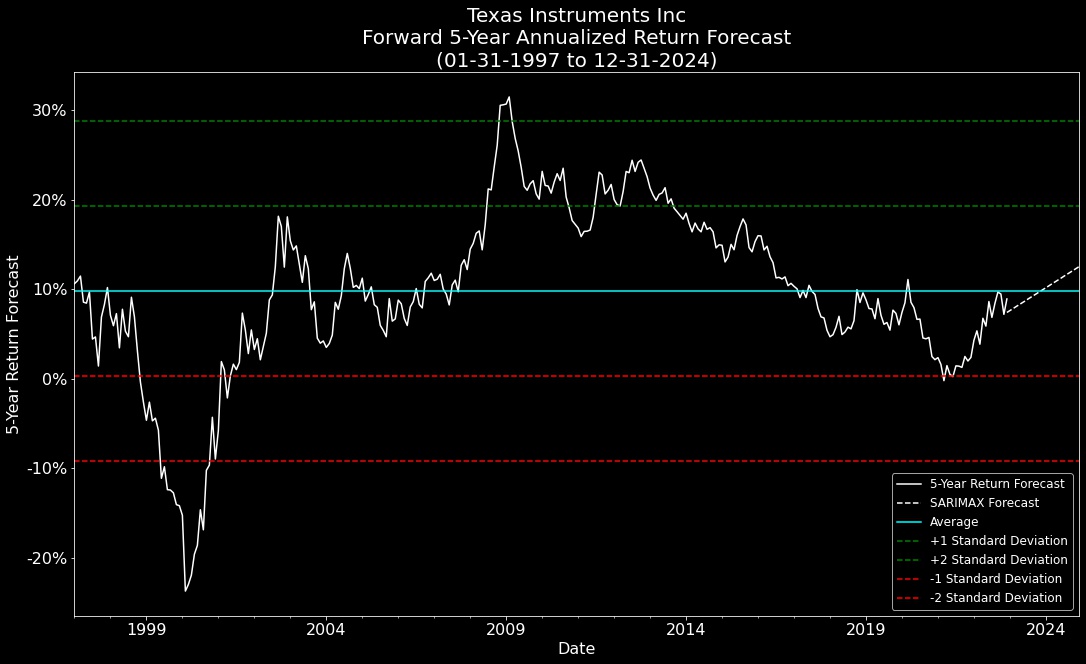 Texas Instruments Inc
Forward 5-Year Annualized Return Forecast
(01-31-1997 to 12-31-2024)
5-Year Return Forecast
30%
20%
10%
0%
-10%
-20%
5-Year Return Forecast
SARIMAX Forecast
Average
+1 Standard Deviation
+2 Standard Deviation
-1 Standard Deviation
-2 Standard Deviation
1999
2004
2009
2014
2019
2024
Date